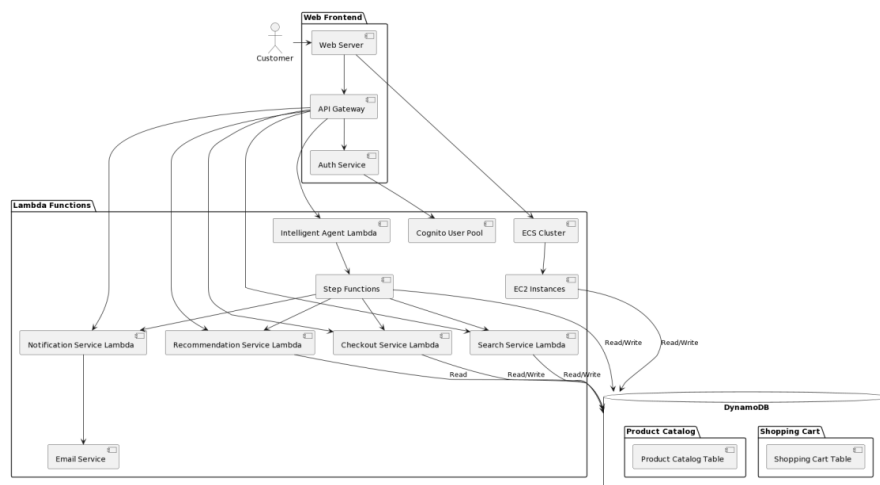 Web Frontend
Web Server
Customer
API Gateway
Auth Service
Lambda Functions
Intelligent Agent Lambda
Cognito User Pool
ECS Cluster
Step Functions
EC2 Instances
Notification Service Lambda
Recommendation Service Lambda
Checkout Service Lambda
Search Service Lambda
Read/Write
Read/Write
Read
Read/Write
Read/Write
DynamoDB
Product Catalog
Shopping Cart
Email Service
Product Catalog Table
Shopping Cart Table